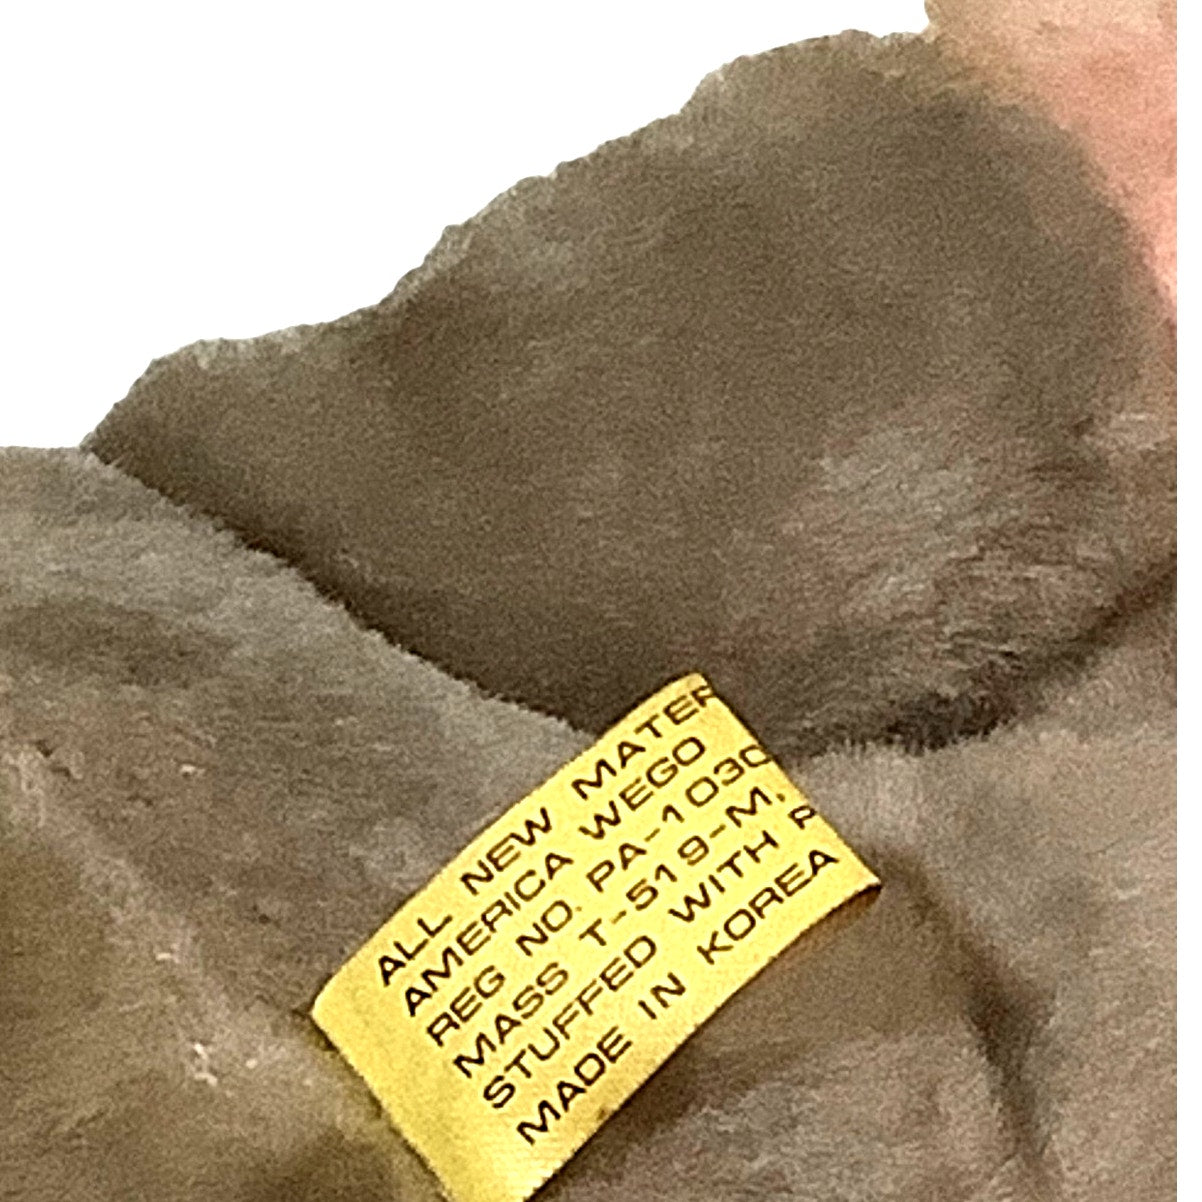 ALL NEW MATER
AMERICA WEGO
REG NO. PA-1030
MASS T-519-M.
STUFFED WITH
MADE IN KOREA